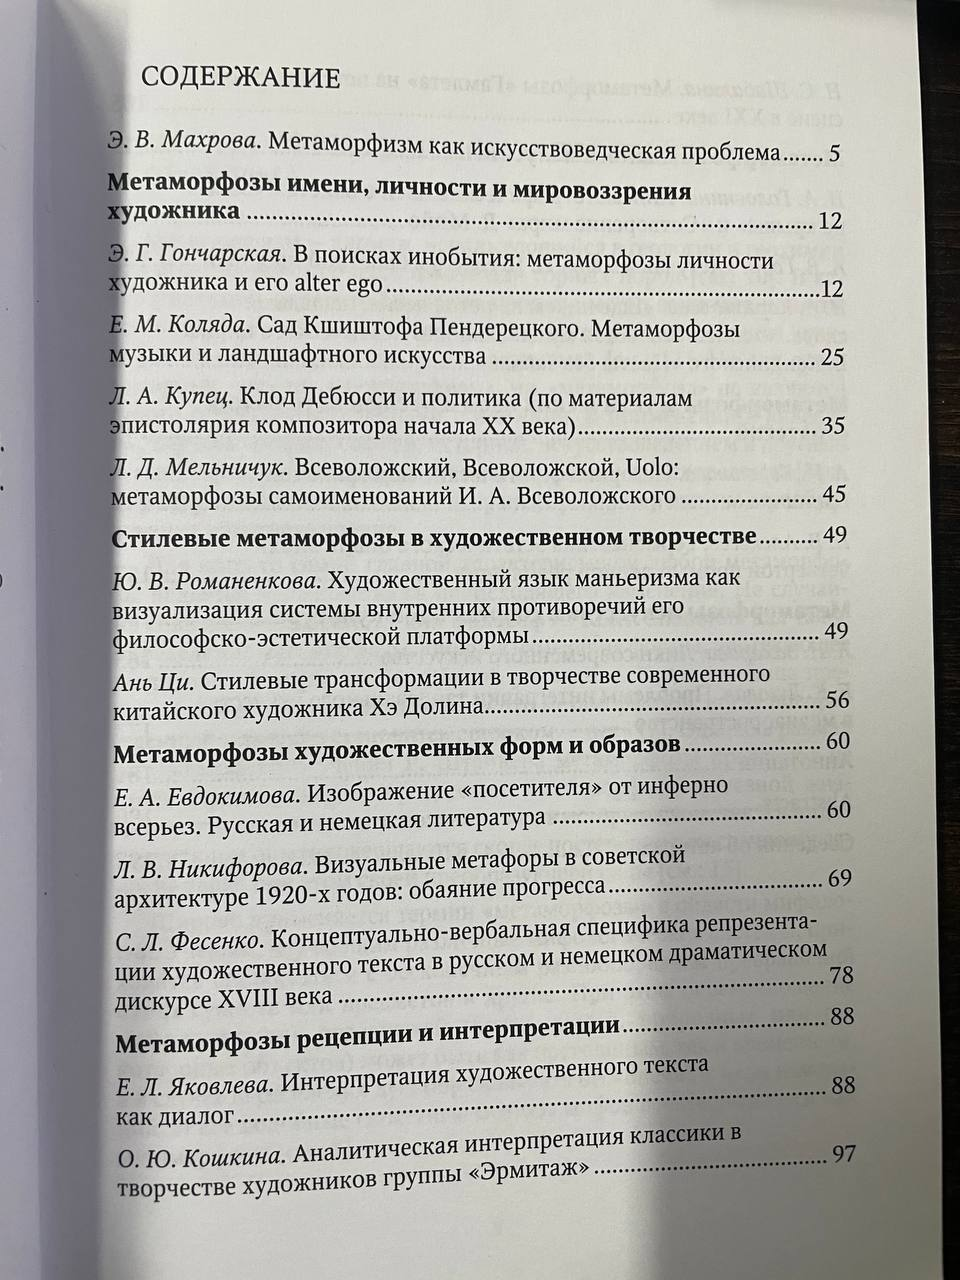 СОДЕРЖАНИЕ
Э. В. Махрова. Метаморфизм как искусствоведческая проблема....... 5
Метаморфозы имени, личности и мировоззрения
художника ........ 12
Э. Г. Гончарская. В поисках инобытия: метаморфозы личности
художника и его alter ego........12
Е. М. Коляда. Сад Кшиштофа Пендерецкого. Метаморфозы
музыки и ландшафтного искусства ........ 25
Л. А. Купец. Клод Дебюсси и политика (по материалам
эпистолярия композитора начала XX века)........ 35
Л. Д. Мельничук. Всеволожский, Всеволожской, Uolo:
метаморфозы самоименований И. А. Всеволожского ........ 45
Стилевые метаморфозы в художественном творчестве.......... 49
Ю. В. Романенкова. Художественный язык маньеризма как
визуализация системы внутренних противоречий его
философско-эстетической платформы........ 49
Ань Ци. Стилевые трансформации в творчестве современного
китайского художника Хэ Долина........ 56
Метаморфозы художественных форм и образов........ 60
Е. А. Евдокимова. Изображение «посетителя» от инферно
всерьез. Русская и немецкая литература ........ 60
Л. В. Никифорова. Визуальные метафоры в советской
архитектуре 1920-х годов: обаяние прогресса........ 69
С. Л. Фесенко. Концептуально-вербальная специфика репрезента-
ции художественного текста в русском и немецком драматическом
дискурсе XVIII века ........ 78
Метаморфозы рецепции и интерпретации........ 88
Е. Л. Яковлева. Интерпретация художественного текста
как диалог........ 88
О. Ю. Кошкина. Аналитическая интерпретация классики в
творчестве художников группы «Эрмитаж»........ 97